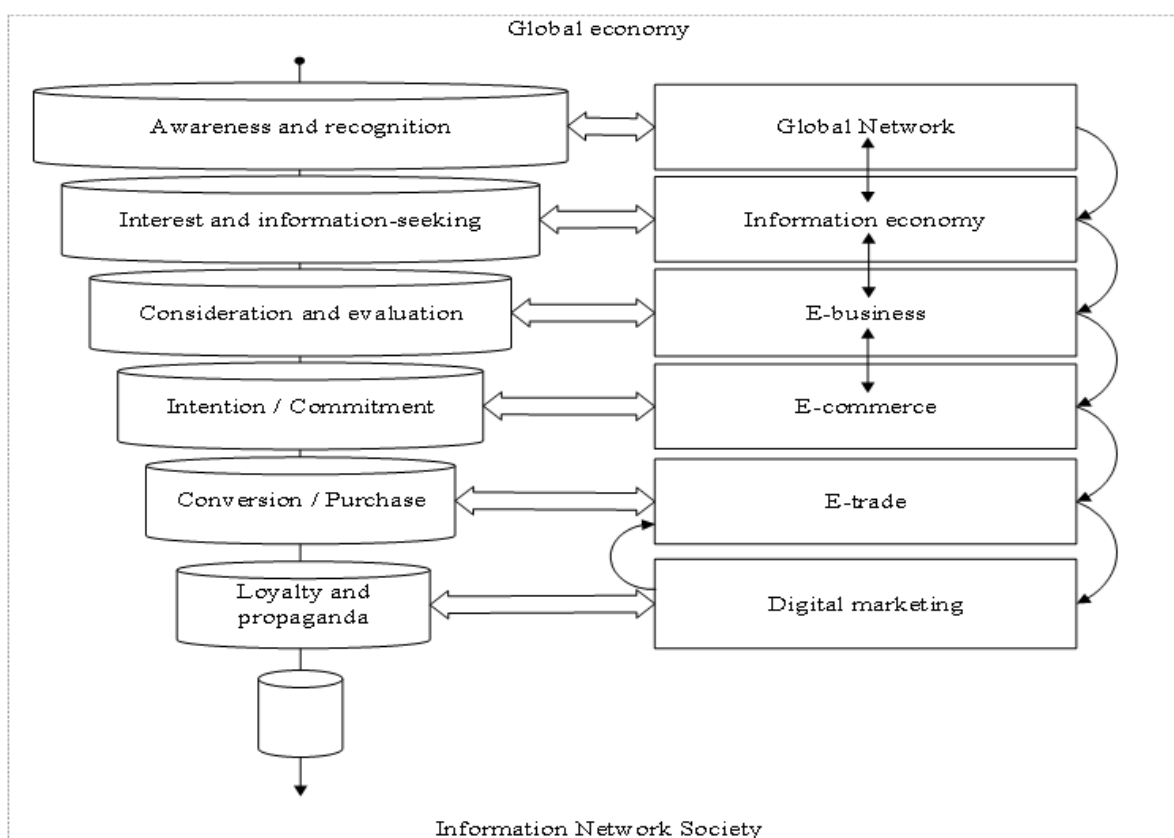 Global economy
Awareness and recognition
Global Network
Interest and information-seeking
Information economy
Consideration and evaluation
E-business
Intention / Commitment
E-commerce
Conversion / Purchase
E-trade
Loyalty and
propaganda
Digital marketing
Information Network Society